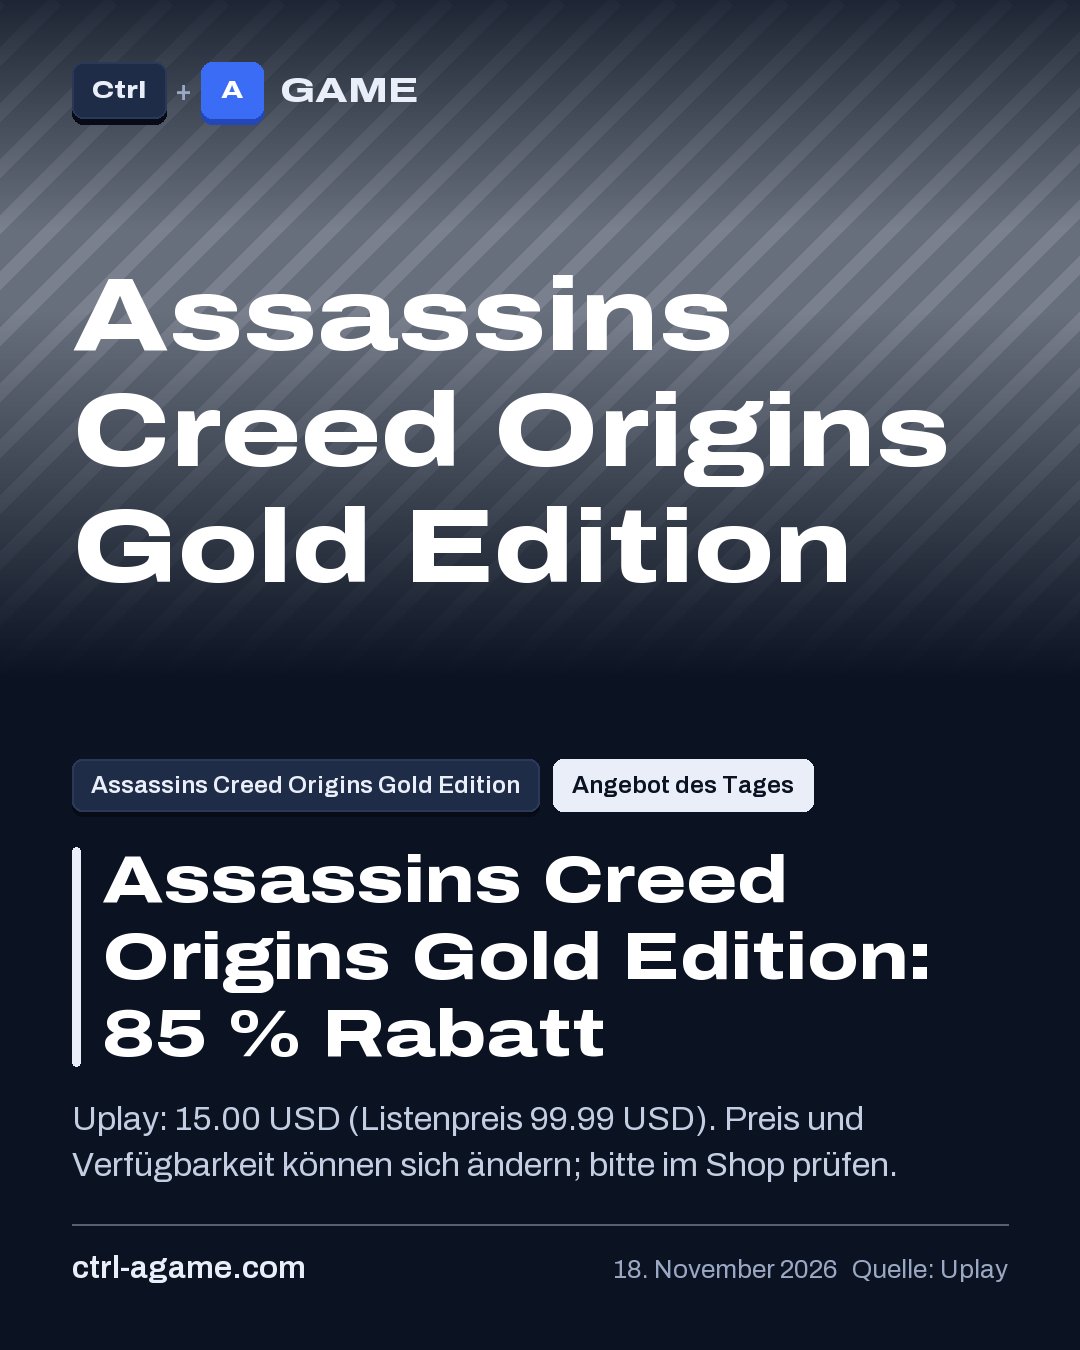 Ctrl + A GAME
Assassins
Creed Origins
Gold Edition
Assassins Creed Origins Gold Edition
Angebot des Tages
Assassins Creed
Origins Gold Edition:
85 % Rabatt
Uplay: 15.00 USD (Listenpreis 99.99 USD). Preis und
Verfügbarkeit können sich ändern; bitte im Shop prüfen.
ctrl-agame.com
18. November 2026 Quelle: Uplay